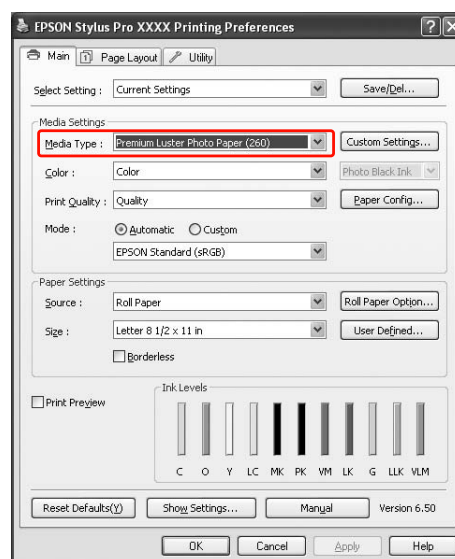 EPSON Stylus Pro XXXX Printing Preferences
Main Page Layout Utility
Select Setting : Current Settings Save/Del...
Media Settings
Media Type : Premium Luster Photo Paper (260) Custom Settings...
Color : Color Photo Black Ink
Print Quality : Quality Paper Config...
Mode : Automatic Custom
EPSON Standard (sRGB)
Paper Settings
Source : Roll Paper Roll Paper Option...
Size : Letter 8 1/2 x 11 in User Defined...
Borderless
Print Preview
Ink Levels
C O Y LC MK PK VM LK G LLK VLM
Reset Defaults(Y) Show Settings... Manual Version 6.50
OK Cancel Apply Help